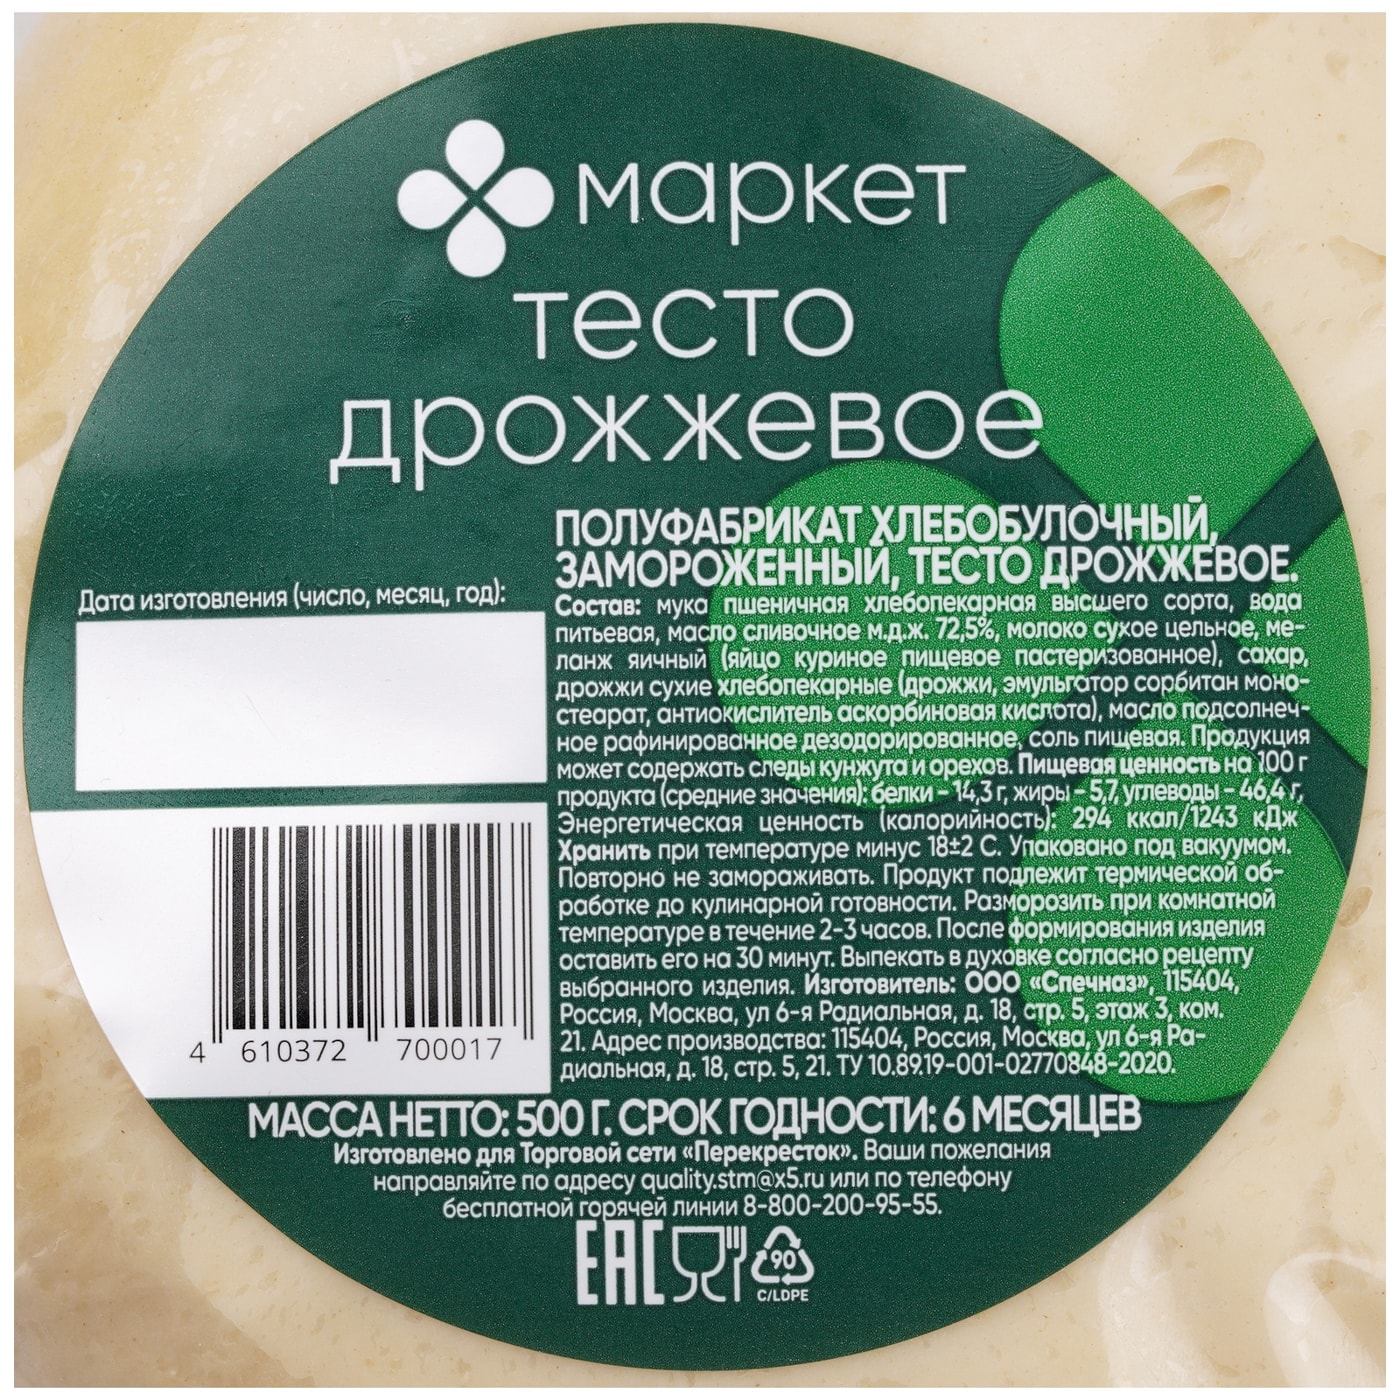 маркет
тесто
дрожжевое
ПОЛУФАБРИКАТ ХЛЕБОБУЛОЧНЫЙ,
ЗАМОРОЖЕННЫЙ, ТЕСТО ДРОЖЖЕВОЕ.
Дата изготовления (число, месяц, год):
Состав: мука пшеничная хлебопекарная высшего сорта, вода
питьевая, масло сливочное м.д.ж. 72,5%, молоко сухое цельное, ме-
ланж яичный (яйцо куриное пищевое пастеризованное), сахар,
дрожжи сухие хлебопекарные (дрожжи, эмульгатор сорбитан моно-
стеарат, антиокислитель аскорбиновая кислота), масло подсолнеч-
ное рафинированное дезодорированное, соль пищевая. Продукция
может содержать следы кунжута и орехов. Пищевая ценность на 100 г
продукта (средние значения): белки - 14,3 г, жиры - 5,7, углеводы - 46,4 г,
Энергетическая ценность (калорийность): 294 ккал/1243 кДж
Хранить при температуре минус 18±2 С. Упаковано под вакуумом.
Повторно не замораживать. Продукт подлежит термической об-
работке до кулинарной готовности. Разморозить при комнатной
температуре в течение 2-3 часов. После формирования изделия
оставить его на 30 минут. Выпекать в духовке согласно рецепту
выбранного изделия. Изготовитель: ООО «Спечназ», 115404,
Россия, Москва, ул 6-я Радиальная, д. 18, стр. 5, этаж 3, ком.
21. Адрес производства: 115404, Россия, Москва, ул 6-я Ра-
диальная, д. 18, стр. 5, 21. ТУ 10.89.19-001-02770848-2020.
4 610372 700017
МАССА НЕТТО: 500 Г. СРОК ГОДНОСТИ: 6 МЕСЯЦЕВ
Изготовлено для Торговой сети «Перекресток». Ваши пожелания
направляйте по адресу quality.stm@x5.ru или по телефону
бесплатной горячей линии 8-800-200-95-55.
EAC
90
C/LDPE